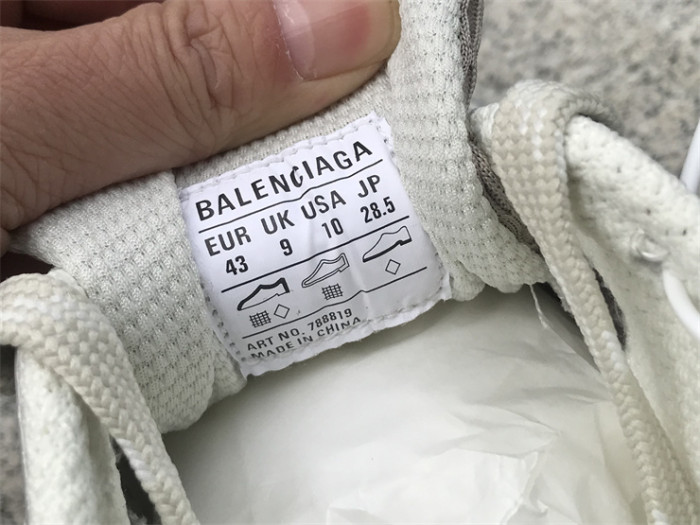 BALENCIAGA
EUR UK USA JP
43 9 10 28.5
ART NO. 788819
MADE IN CHINA